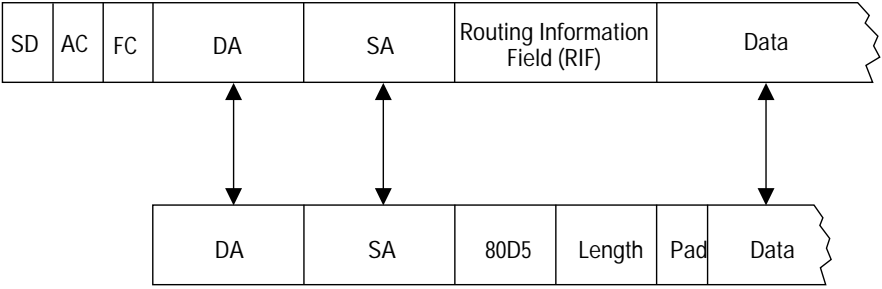 SD AC FC DA SA Routing Information Data
Field (RIF)
DA SA 80D5 Length Pad Data